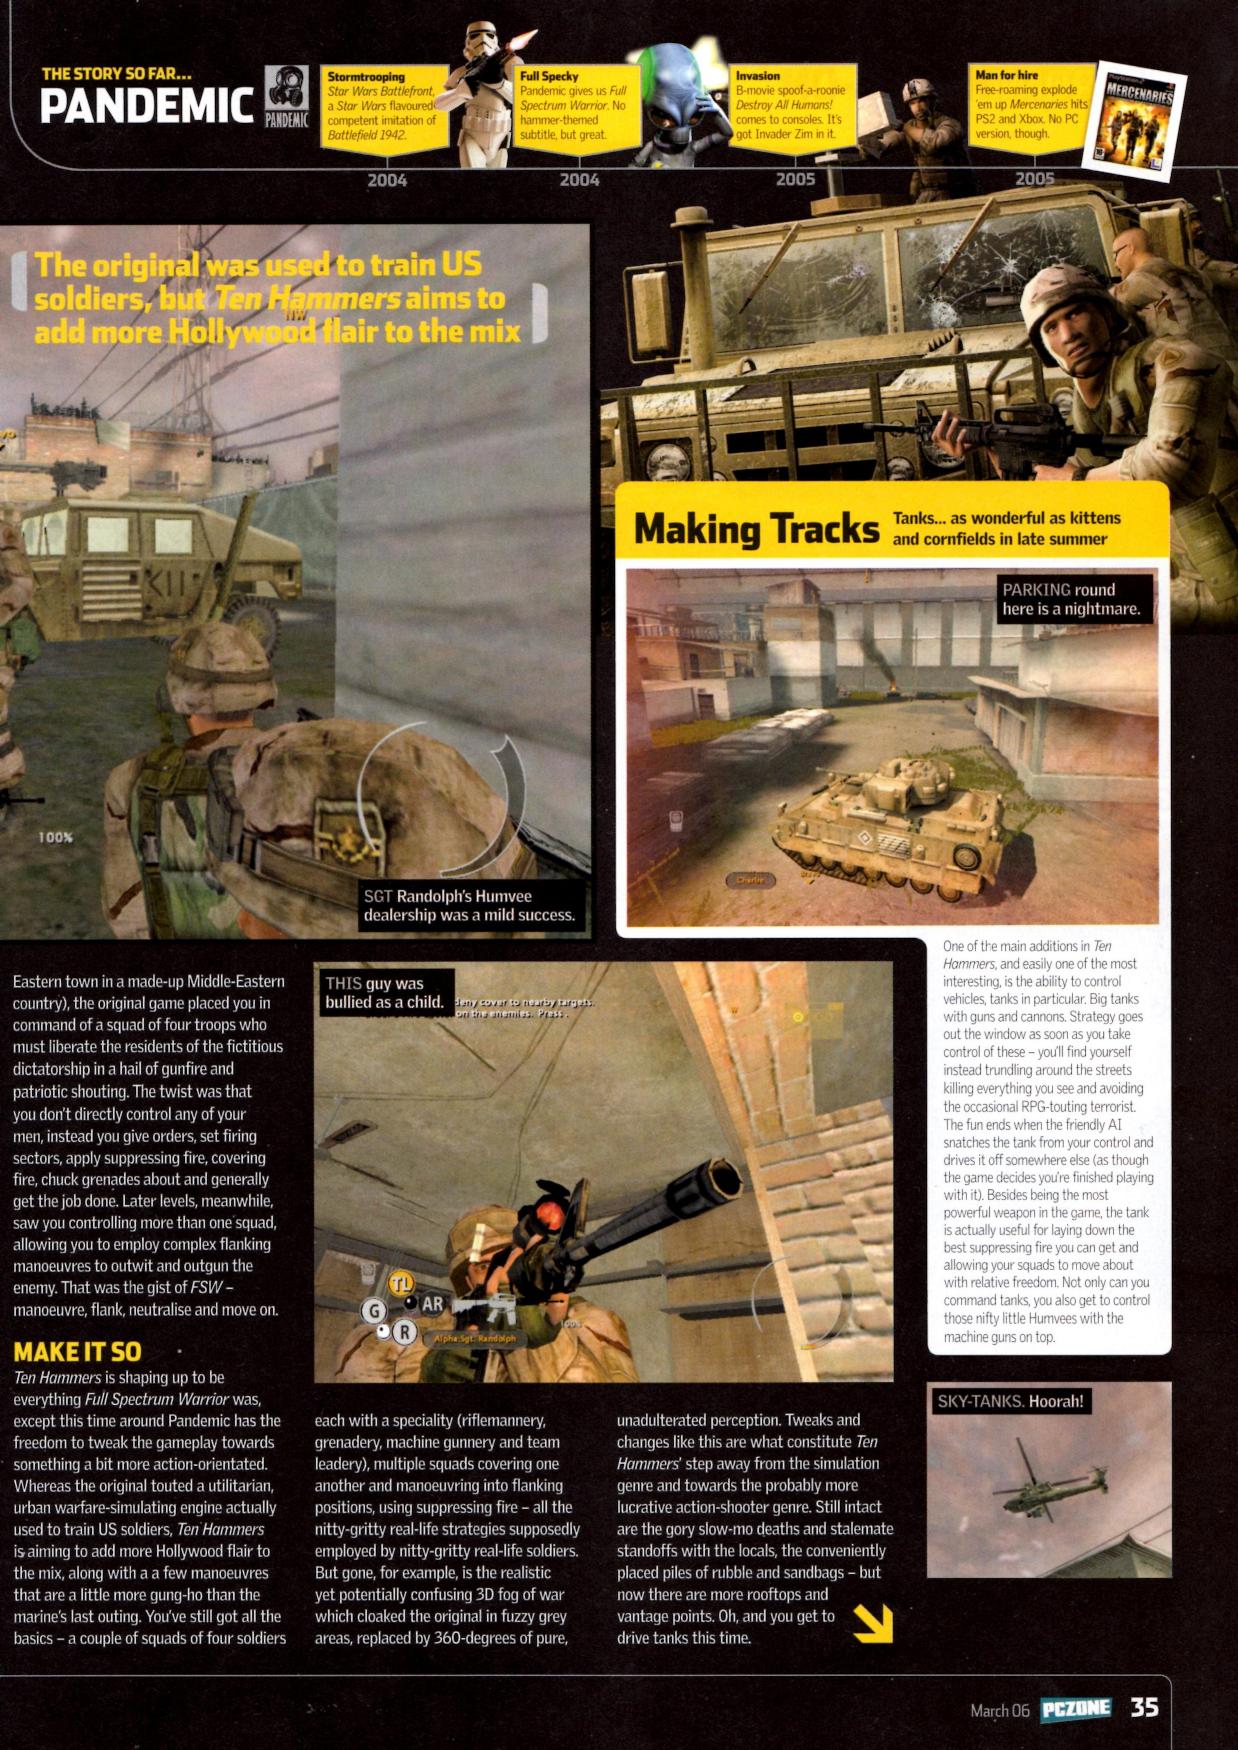 THE STORY SO FAR...
PANDEMIC
PANDEMIC
Stormtrooping
Star Wars Battlefront,
a Star Wars flavoured
competent imitation of
Battlefield 1942.
2004
Full Specky
Pandemic gives us Full
Spectrum Warrior. No
hammer-themed
subtitle, but great.
2004
Invasion
B-movie spoof-a-roonie
Destroy All Humans!
comes to consoles. It's
got Invader Zim in it.
2005
Man for hire
Free-roaming explode
'em up Mercenaries hits
PS2 and Xbox. No PC
version, though.
2005
PlayStation 2
MERCENARIES
The original was used to train US
soldiers, but Ten Hammers aims to
add more Hollywood flair to the mix
NW
100%
SGT Randolph's Humvee
dealership was a mild success.
Making Tracks
Tanks... as wonderful as kittens
and cornfields in late summer
PARKING round
here is a nightmare.
Charlie
Bravo
One of the main additions in Ten
Hammers, and easily one of the most
interesting, is the ability to control
vehicles, tanks in particular. Big tanks
with guns and cannons. Strategy goes
out the window as soon as you take
control of these – you'll find yourself
instead trundling around the streets
killing everything you see and avoiding
the occasional RPG-touting terrorist.
The fun ends when the friendly AI
snatches the tank from your control and
drives it off somewhere else (as though
the game decides you're finished playing
with it). Besides being the most
powerful weapon in the game, the tank
is actually useful for laying down the
best suppressing fire you can get and
allowing your squads to move about
with relative freedom. Not only can you
command tanks, you also get to control
those nifty little Humvees with the
machine guns on top.
Eastern town in a made-up Middle-Eastern
country), the original game placed you in
command of a squad of four troops who
must liberate the residents of the fictitious
dictatorship in a hail of gunfire and
patriotic shouting. The twist was that
you don't directly control any of your
men, instead you give orders, set firing
sectors, apply suppressing fire, covering
fire, chuck grenades about and generally
get the job done. Later levels, meanwhile,
saw you controlling more than one squad,
allowing you to employ complex flanking
manoeuvres to outwit and outgun the
enemy. That was the gist of FSW –
manoeuvre, flank, neutralise and move on.
MAKE IT SO
Ten Hammers is shaping up to be
everything Full Spectrum Warrior was,
except this time around Pandemic has the
freedom to tweak the gameplay towards
something a bit more action-orientated.
Whereas the original touted a utilitarian,
urban warfare-simulating engine actually
used to train US soldiers, Ten Hammers
is aiming to add more Hollywood flair to
the mix, along with a a few manoeuvres
that are a little more gung-ho than the
marine's last outing. You've still got all the
basics – a couple of squads of four soldiers
THIS guy was
bullied as a child.
deny cover to nearby targets.
on the enemies. Press .
TL
G
AR
R
Alpha:Sgt. Randolph
100%
each with a speciality (riflemannery,
grenadery, machine gunnery and team
leadery), multiple squads covering one
another and manoeuvring into flanking
positions, using suppressing fire – all the
nitty-gritty real-life strategies supposedly
employed by nitty-gritty real-life soldiers.
But gone, for example, is the realistic
yet potentially confusing 3D fog of war
which cloaked the original in fuzzy grey
areas, replaced by 360-degrees of pure,
unadulterated perception. Tweaks and
changes like this are what constitute Ten
Hammers' step away from the simulation
genre and towards the probably more
lucrative action-shooter genre. Still intact
are the gory slow-mo deaths and stalemate
standoffs with the locals, the conveniently
placed piles of rubble and sandbags – but
now there are more rooftops and
vantage points. Oh, and you get to
drive tanks this time.
SKY-TANKS. Hoorah!
March 06 PCZONE 35